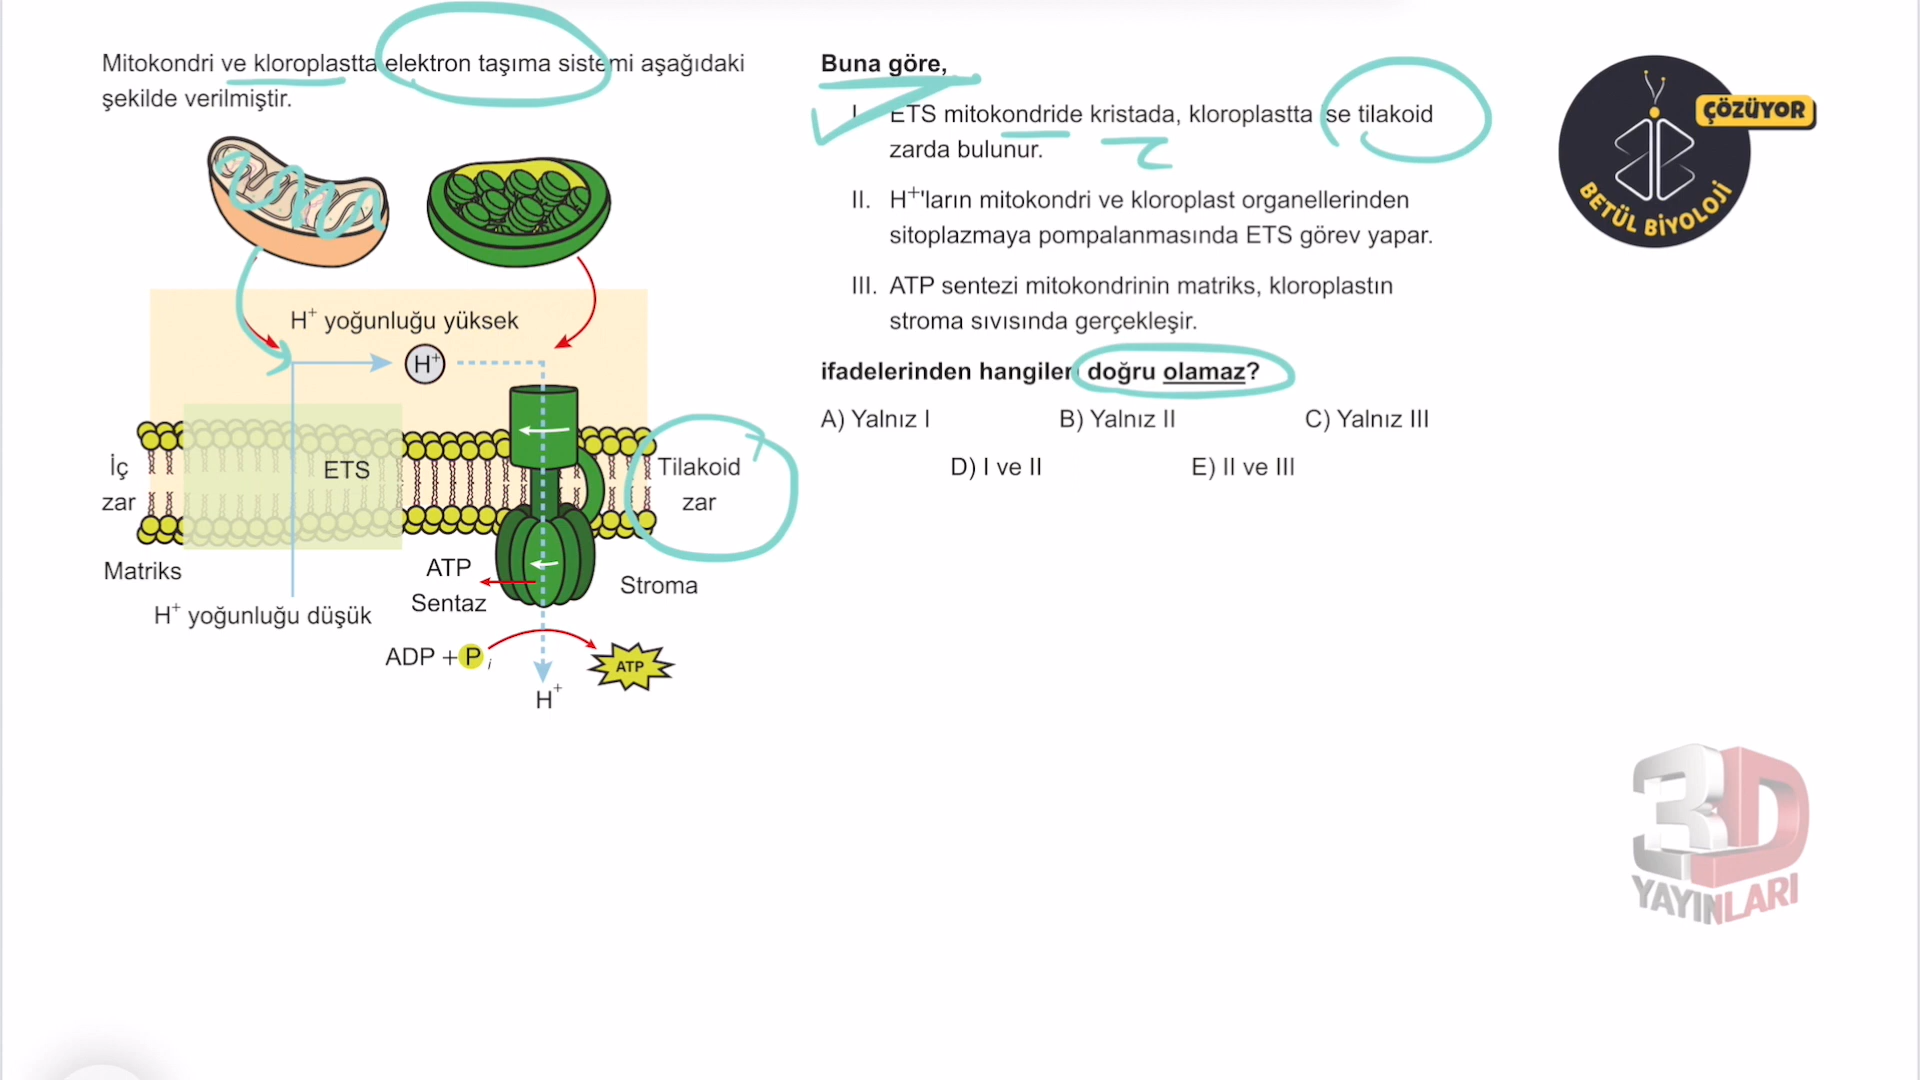 Mitokondri ve kloroplastta elektron taşıma sistemi aşağıdaki
şekilde verilmiştir.
H+ yoğunluğu yüksek
H+
İç
zar
ETS
Tilakoid
zar
Matriks
ATP
Sentaz
Stroma
H+ yoğunluğu düşük
ADP + Pi
ATP
H+
Buna göre,
I. ETS mitokondride kristada, kloroplastta ise tilakoid
zarda bulunur.
II. H+'ların mitokondri ve kloroplast organellerinden
sitoplazmaya pompalanmasında ETS görev yapar.
III. ATP sentezi mitokondrinin matriks, kloroplastın
stroma sıvısında gerçekleşir.
ifadelerinden hangileri doğru olamaz?
A) Yalnız I B) Yalnız II C) Yalnız III
D) I ve II E) II ve III
ÇÖZÜYOR
BETÜL BİYOLOJİ
3D
YAYINLARI